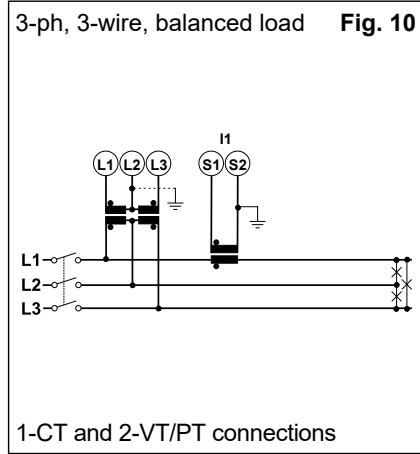 3-ph, 3-wire, balanced load Fig. 10
I1
L1 L2 L3 S1 S2
L1
L2
L3
1-CT and 2-VT/PT connections